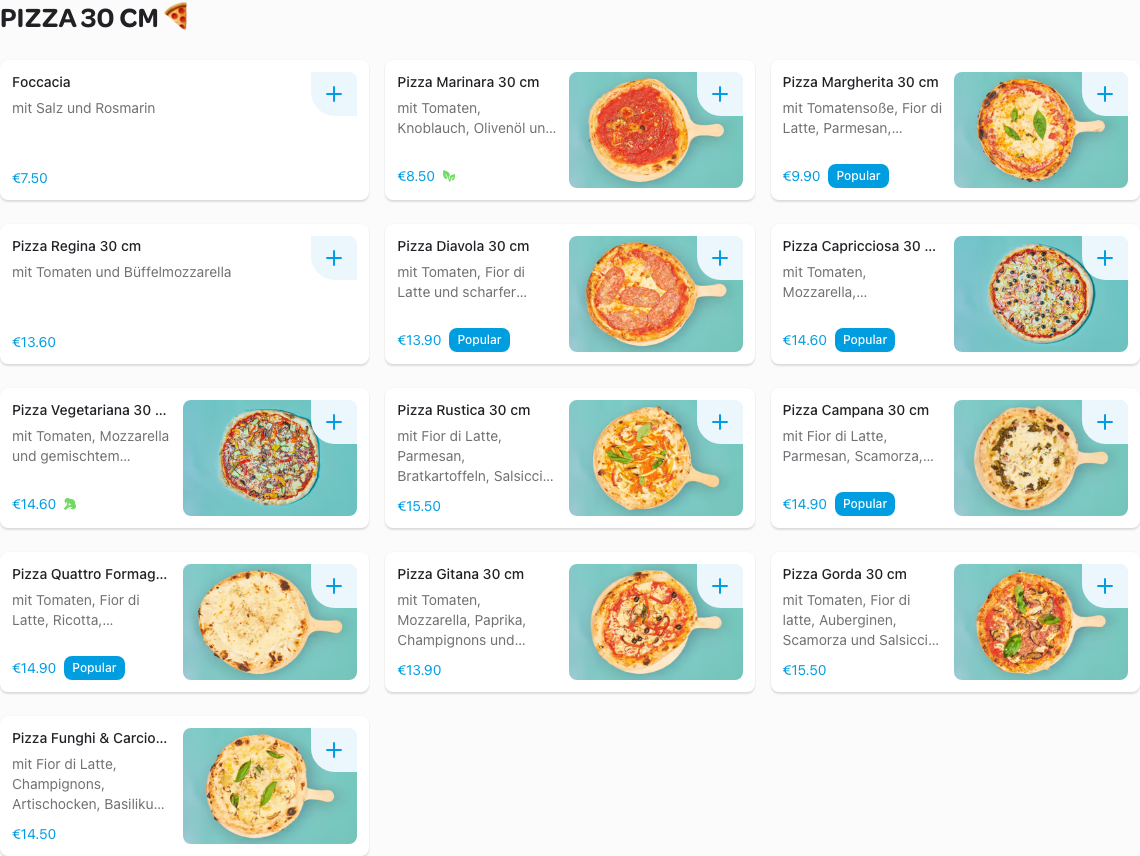 PIZZA 30 CM 🍕
Foccacia
mit Salz und Rosmarin
€7.50
Pizza Marinara 30 cm
mit Tomaten,
Knoblauch, Olivenöl un...
€8.50
Pizza Margherita 30 cm
mit Tomatensoße, Fior di
Latte, Parmesan,...
€9.90 Popular
Pizza Regina 30 cm
mit Tomaten und Büffelmozzarella
€13.60
Pizza Diavola 30 cm
mit Tomaten, Fior di
Latte und scharfer...
€13.90 Popular
Pizza Capricciosa 30 ...
mit Tomaten,
Mozzarella,...
€14.60 Popular
Pizza Vegetariana 30 ...
mit Tomaten, Mozzarella
und gemischtem...
€14.60
Pizza Rustica 30 cm
mit Fior di Latte,
Parmesan,
Bratkartoffeln, Salsicci...
€15.50
Pizza Campana 30 cm
mit Fior di Latte,
Parmesan, Scamorza,...
€14.90 Popular
Pizza Quattro Formag...
mit Tomaten, Fior di
Latte, Ricotta,...
€14.90 Popular
Pizza Gitana 30 cm
mit Tomaten,
Mozzarella, Paprika,
Champignons und...
€13.90
Pizza Gorda 30 cm
mit Tomaten, Fior di
latte, Auberginen,
Scamorza und Salsicci...
€15.50
Pizza Funghi & Carcio...
mit Fior di Latte,
Champignons,
Artischocken, Basiliku...
€14.50